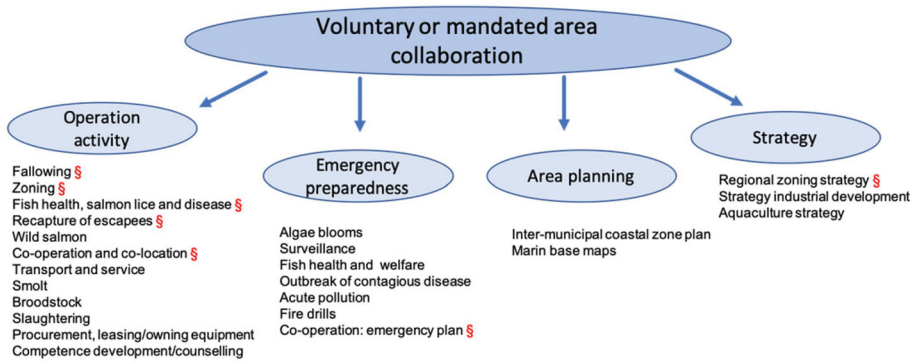 Voluntary or mandated area
collaboration
Operation
activity
Fallowing §
Zoning §
Fish health, salmon lice and disease §
Recapture of escapees §
Wild salmon
Co-operation and co-location §
Transport and service
Smolt
Broodstock
Slaughtering
Procurement, leasing/owning equipment
Competence development/counselling
Emergency
preparedness
Algae blooms
Surveillance
Fish health and welfare
Outbreak of contagious disease
Acute pollution
Fire drills
Co-operation: emergency plan §
Area planning
Inter-municipal coastal zone plan
Marin base maps
Strategy
Regional zoning strategy §
Strategy industrial development
Aquaculture strategy